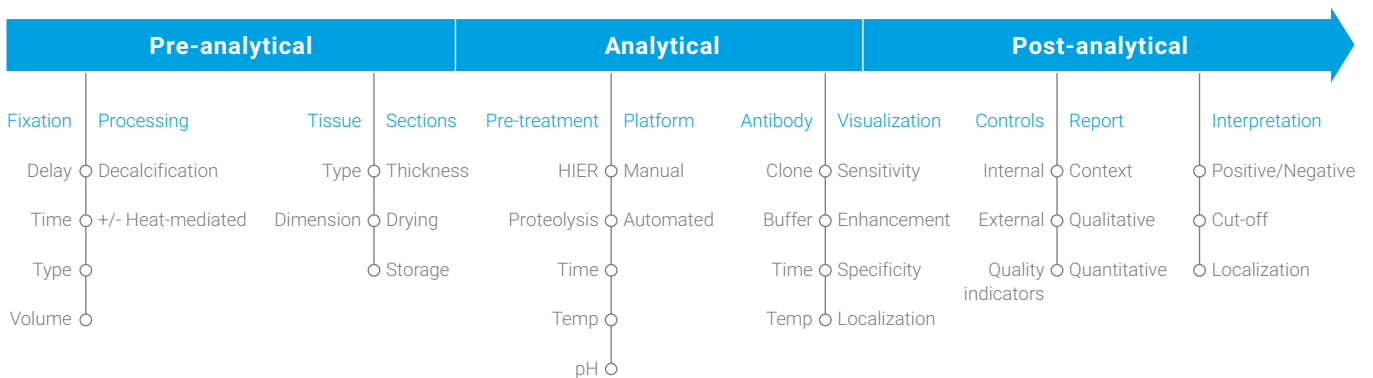 Pre-analytical Analytical Post-analytical
Fixation Processing Tissue Sections Pre-treatment Platform Antibody Visualization Controls Report Interpretation
Delay Decalcification Type Thickness HIER Manual Clone Sensitivity Internal Context Positive/Negative
Time +/- Heat-mediated Dimension Drying Proteolysis Automated Buffer Enhancement External Qualitative Cut-off
Type Storage Time Time Specificity Quality Quantitative Localization
indicators
Volume Temp Temp Localization
pH